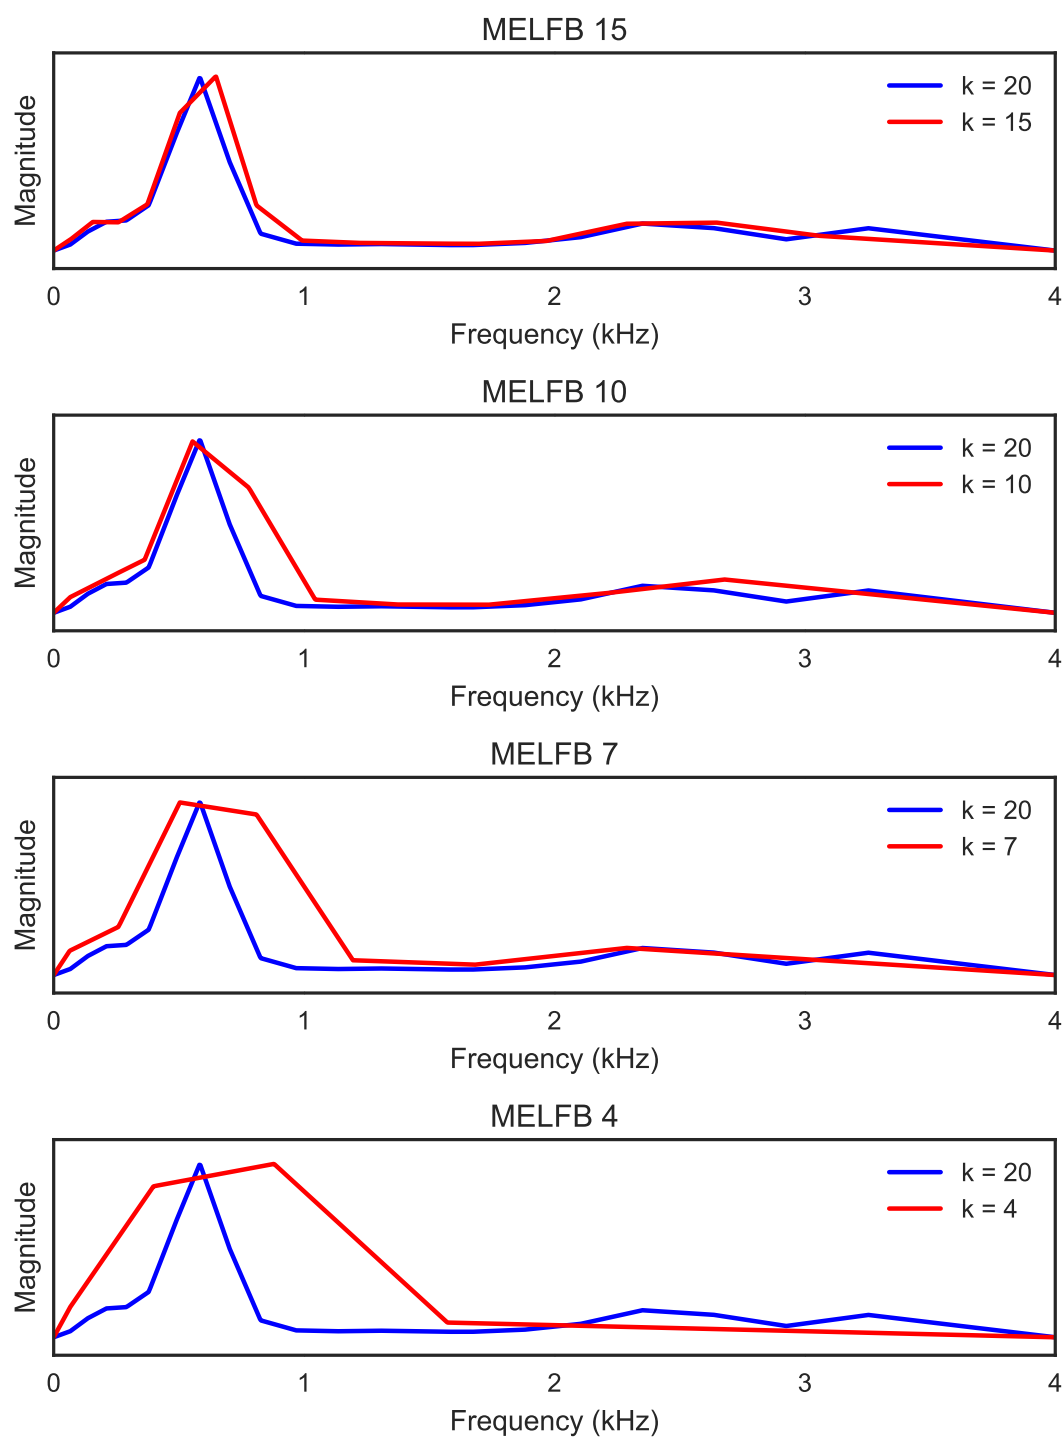 MELFB 15
Magnitude
k = 20
k = 15
0 1 2 3 4
Frequency (kHz)
MELFB 10
Magnitude
k = 20
k = 10
0 1 2 3 4
Frequency (kHz)
MELFB 7
Magnitude
k = 20
k = 7
0 1 2 3 4
Frequency (kHz)
MELFB 4
Magnitude
k = 20
k = 4
0 1 2 3 4
Frequency (kHz)